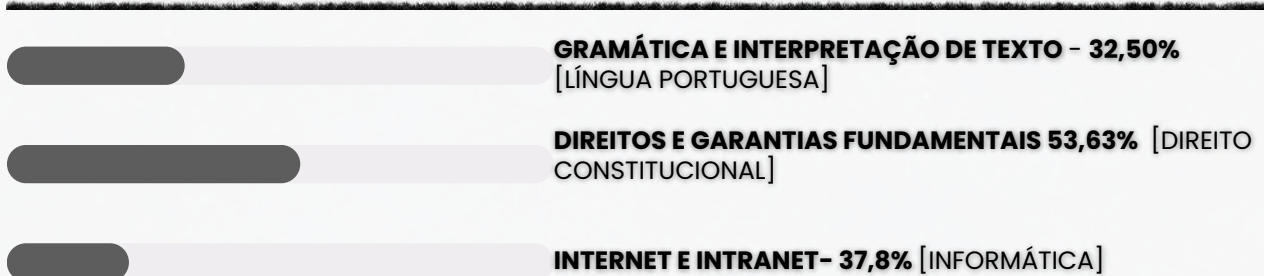 GRAMÁTICA E INTERPRETAÇÃO DE TEXTO - 32,50%
[LÍNGUA PORTUGUESA]
DIREITOS E GARANTIAS FUNDAMENTAIS 53,63% [DIREITO
CONSTITUCIONAL]
INTERNET E INTRANET- 37,8% [INFORMÁTICA]